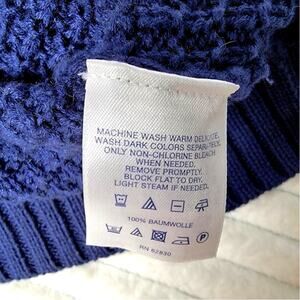 MACHINE WASH WARM DELICATE.
WASH DARK COLORS SEPARATELY.
ONLY NON-CHLORINE BLEACH
WHEN NEEDED.
REMOVE PROMPTLY.
BLOCK FLAT TO DRY.
LIGHT STEAM IF NEEDED.
100% BAUMWOLLE
P
RN 62830